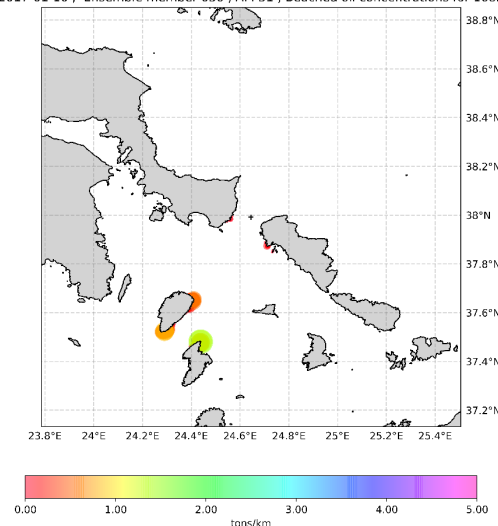 Beached oil concentrations for
38.8°N
38.6°N
38.4°N
38.2°N
38°N
37.8°N
37.6°N
37.4°N
37.2°N
23.8°E 24°E 24.2°E 24.4°E 24.6°E 24.8°E 25°E 25.2°E 25.4°E
0.00 1.00 2.00 3.00 4.00 5.00
tons/km